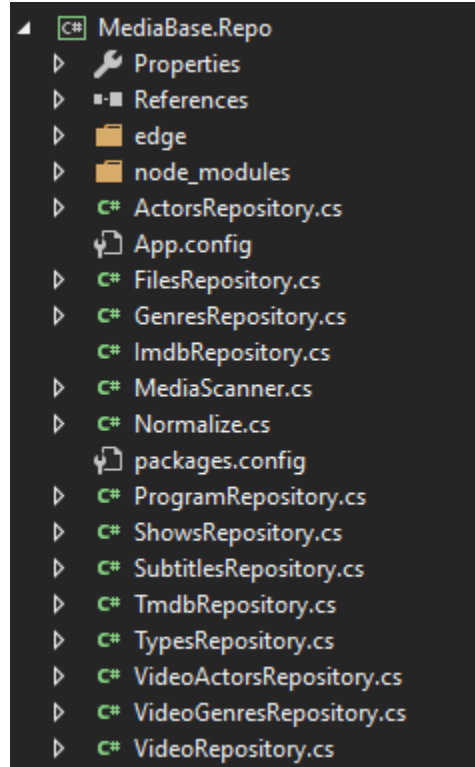 C# MediaBase.Repo
Properties
References
edge
node_modules
C# ActorsRepository.cs
App.config
C# FilesRepository.cs
C# GenresRepository.cs
C# ImdbRepository.cs
C# MediaScanner.cs
C# Normalize.cs
packages.config
C# ProgramRepository.cs
C# ShowsRepository.cs
C# SubtitlesRepository.cs
C# TmdbRepository.cs
C# TypesRepository.cs
C# VideoActorsRepository.cs
C# VideoGenresRepository.cs
C# VideoRepository.cs